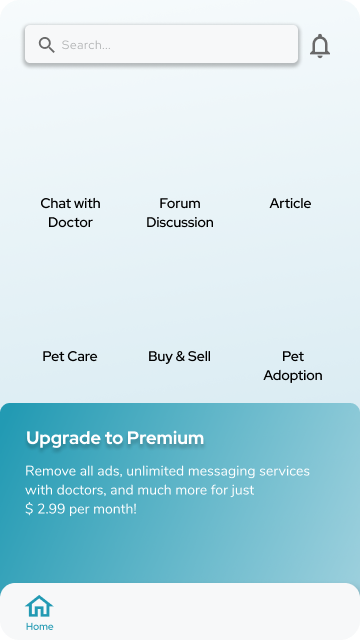 Search...
Chat with
Doctor
Forum
Discussion
Article
Pet Care
Buy & Sell
Pet
Adoption
Upgrade to Premium
Remove all ads, unlimited messaging services
with doctors, and much more for just
$ 2.99 per month!
Home